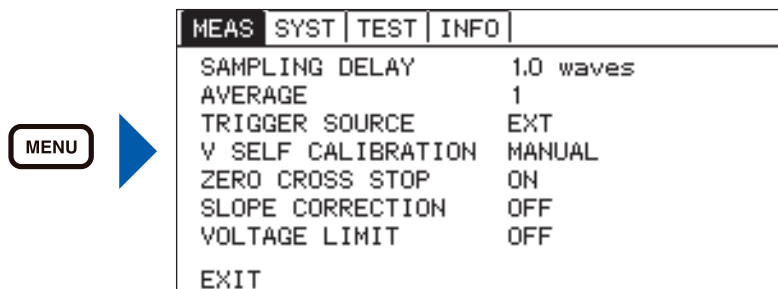 MEAS SYST TEST INFO
SAMPLING DELAY 1.0 waves
AVERAGE 1
TRIGGER SOURCE EXT
MENU
V SELF CALIBRATION MANUAL
ZERO CROSS STOP ON
SLOPE CORRECTION OFF
VOLTAGE LIMIT OFF
EXIT